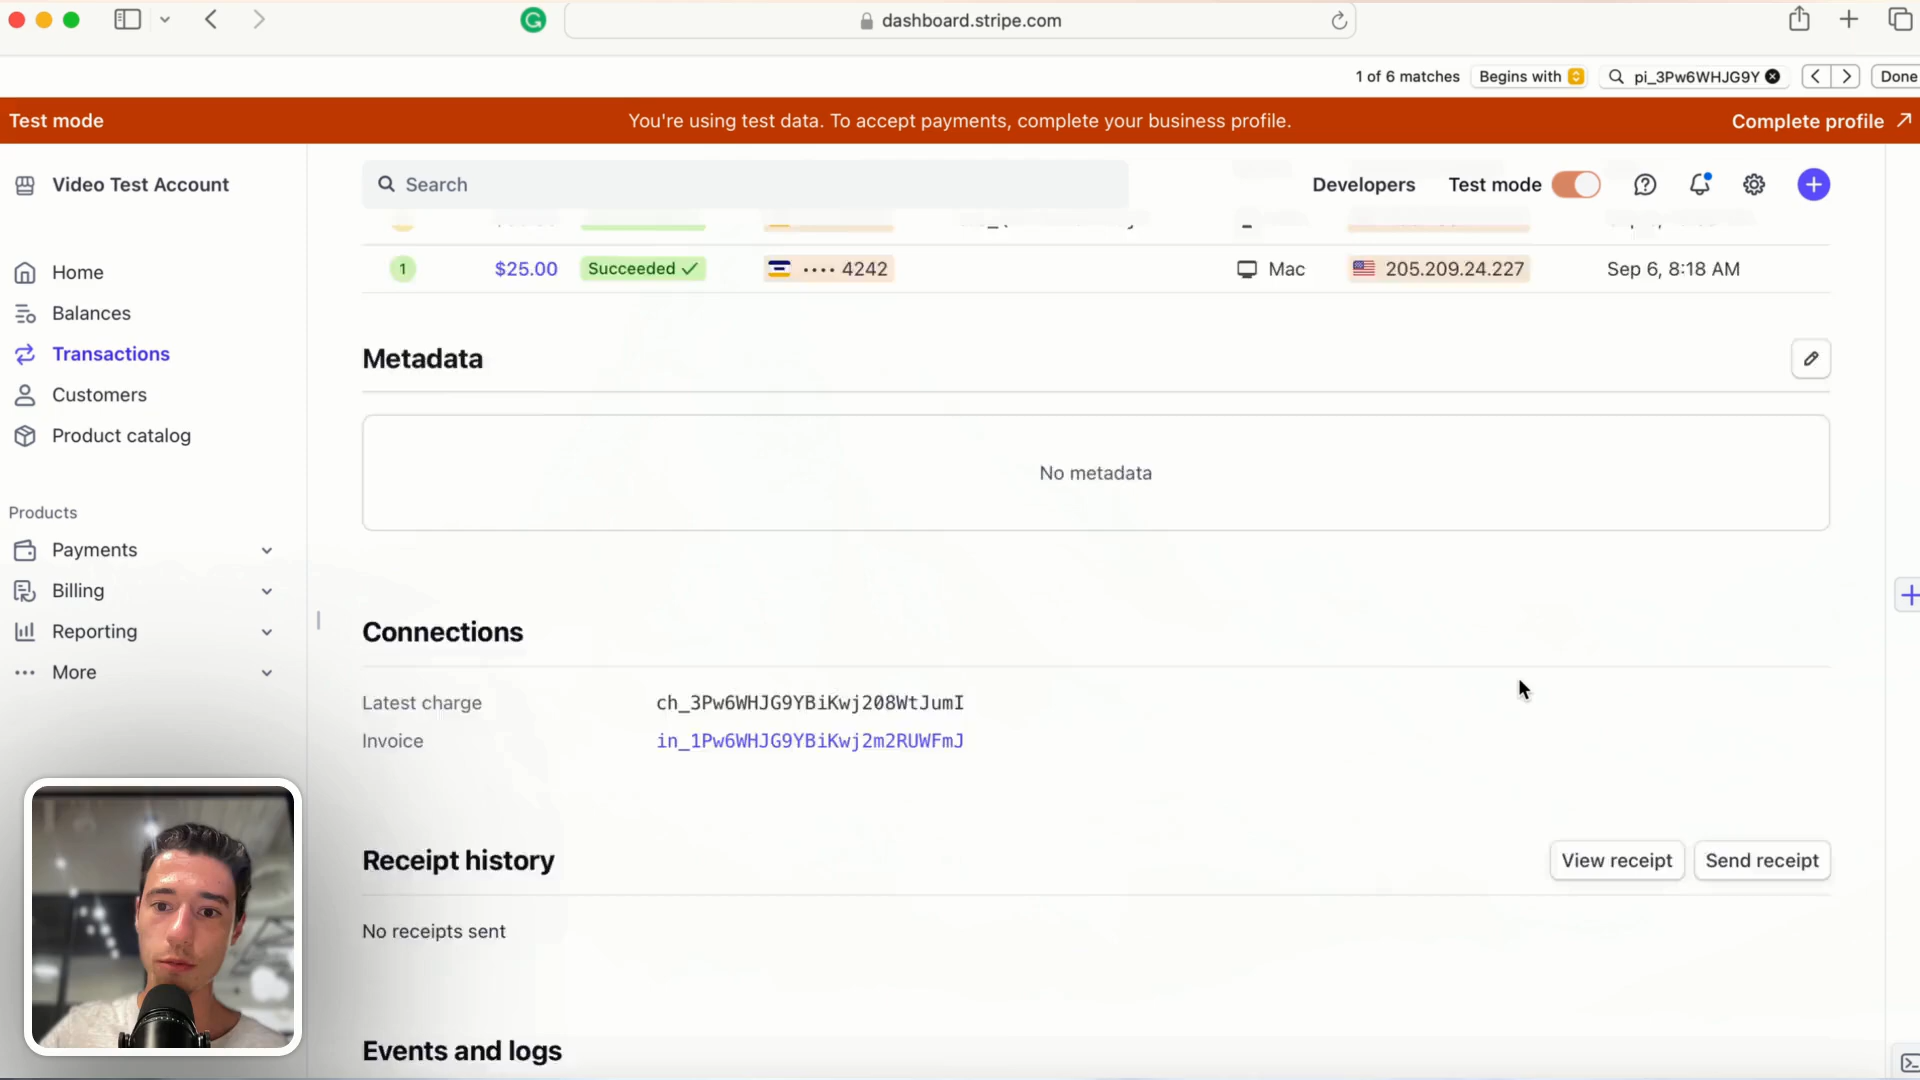 dashboard.stripe.com
1 of 6 matches Begins with pi_3Pw6WHJG9Y Done
Test mode You're using test data. To accept payments, complete your business profile. Complete profile
Video Test Account
Search
Developers Test mode
1 $25.00 Succeeded •••• 4242 Mac 205.209.24.227 Sep 6, 8:18 AM
Home
Balances
Transactions
Customers
Product catalog
Products
Payments
Billing
Reporting
More
Metadata
No metadata
Connections
Latest charge ch_3Pw6WHJG9YBiKwj208WtJumI
Invoice in_1Pw6WHJG9YBiKwj2m2RUWFmJ
Receipt history View receipt Send receipt
No receipts sent
Events and logs